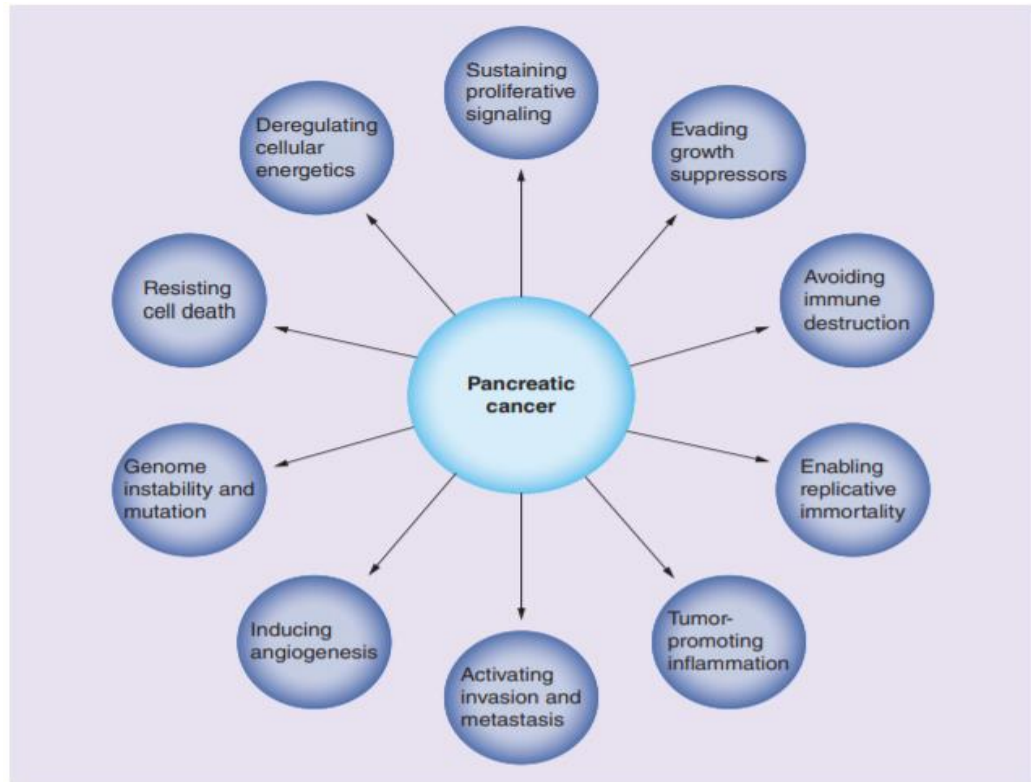 Sustaining
proliferative
signaling
Evading
growth
suppressors
Avoiding
immune
destruction
Enabling
replicative
immortality
Tumor-
promoting
inflammation
Activating
invasion and
metastasis
Inducing
angiogenesis
Genome
instability and
mutation
Resisting
cell death
Deregulating
cellular
energetics
Pancreatic
cancer